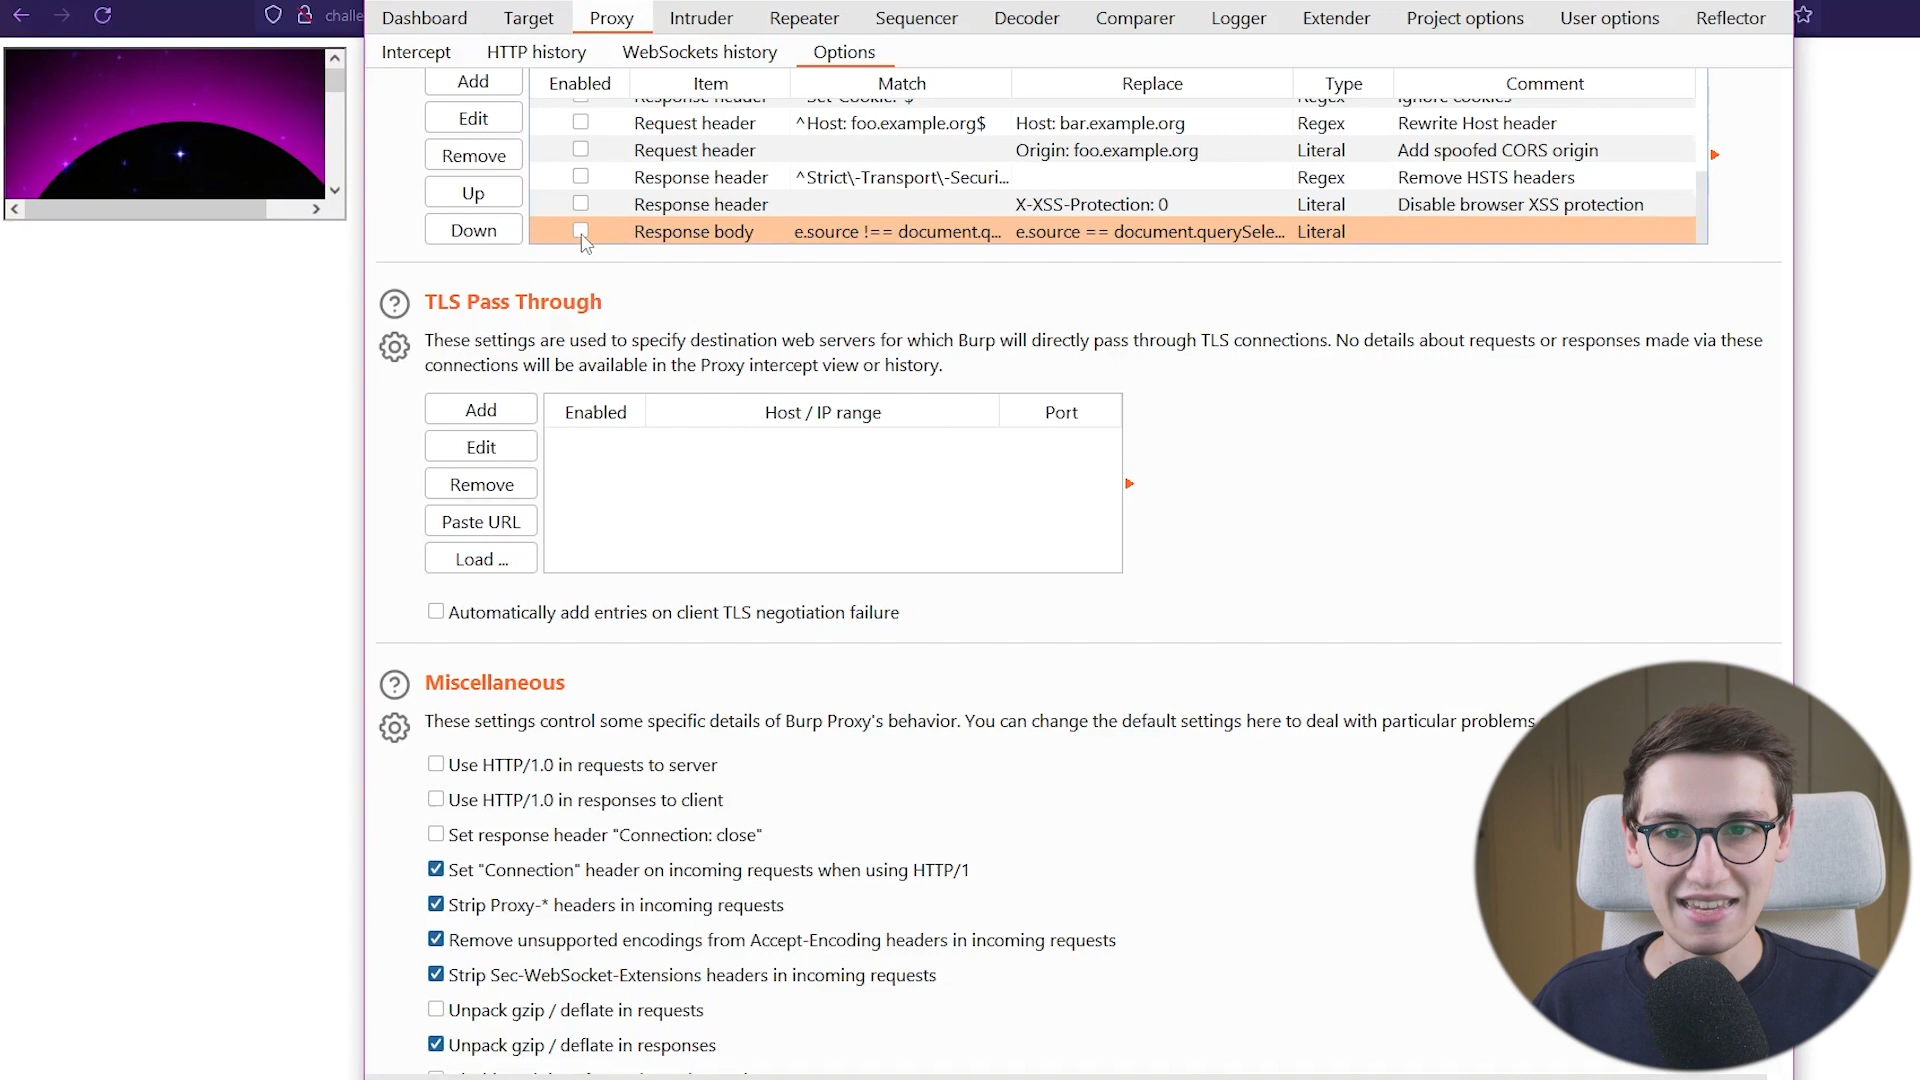 challe
Dashboard Target Proxy Intruder Repeater Sequencer Decoder Comparer Logger Extender Project options User options Reflector
Intercept HTTP history WebSockets history Options
Add
Enabled Item Match Replace Type Comment
Response header ^Set-Cookie.*$ Regex Ignore cookies
Edit
Request header ^Host: foo.example.org$ Host: bar.example.org Regex Rewrite Host header
Remove
Request header Origin: foo.example.org Literal Add spoofed CORS origin
Response header ^Strict\-Transport\-Securi... Regex Remove HSTS headers
Up
Response header X-XSS-Protection: 0 Literal Disable browser XSS protection
Down
Response body e.source !== document.q... e.source == document.querySele... Literal
TLS Pass Through
These settings are used to specify destination web servers for which Burp will directly pass through TLS connections. No details about requests or responses made via these
connections will be available in the Proxy intercept view or history.
Add
Enabled Host / IP range Port
Edit
Remove
Paste URL
Load ...
Automatically add entries on client TLS negotiation failure
Miscellaneous
These settings control some specific details of Burp Proxy's behavior. You can change the default settings here to deal with particular problems
Use HTTP/1.0 in requests to server
Use HTTP/1.0 in responses to client
Set response header "Connection: close"
Set "Connection" header on incoming requests when using HTTP/1
Strip Proxy-* headers in incoming requests
Remove unsupported encodings from Accept-Encoding headers in incoming requests
Strip Sec-WebSocket-Extensions headers in incoming requests
Unpack gzip / deflate in requests
Unpack gzip / deflate in responses